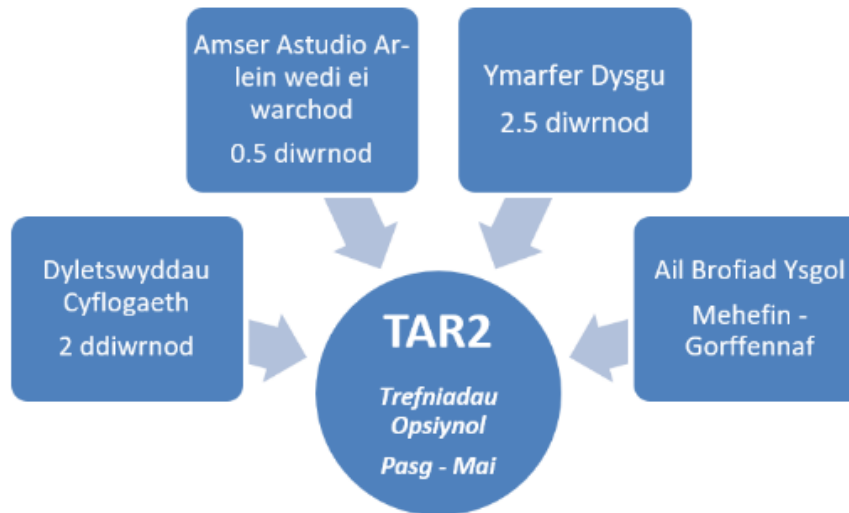 Amser Astudio Ar-
lein wedi ei
warchod
0.5 diwrnod
Ymarfer Dysgu
2.5 diwrnod
Dyletswyddau
Cyflogaeth
2 ddiwrnod
Ail Brofiad Ysgol
Mehefin -
Gorffennaf
TAR2
Trefniadau
Opsiynol
Pasg - Mai